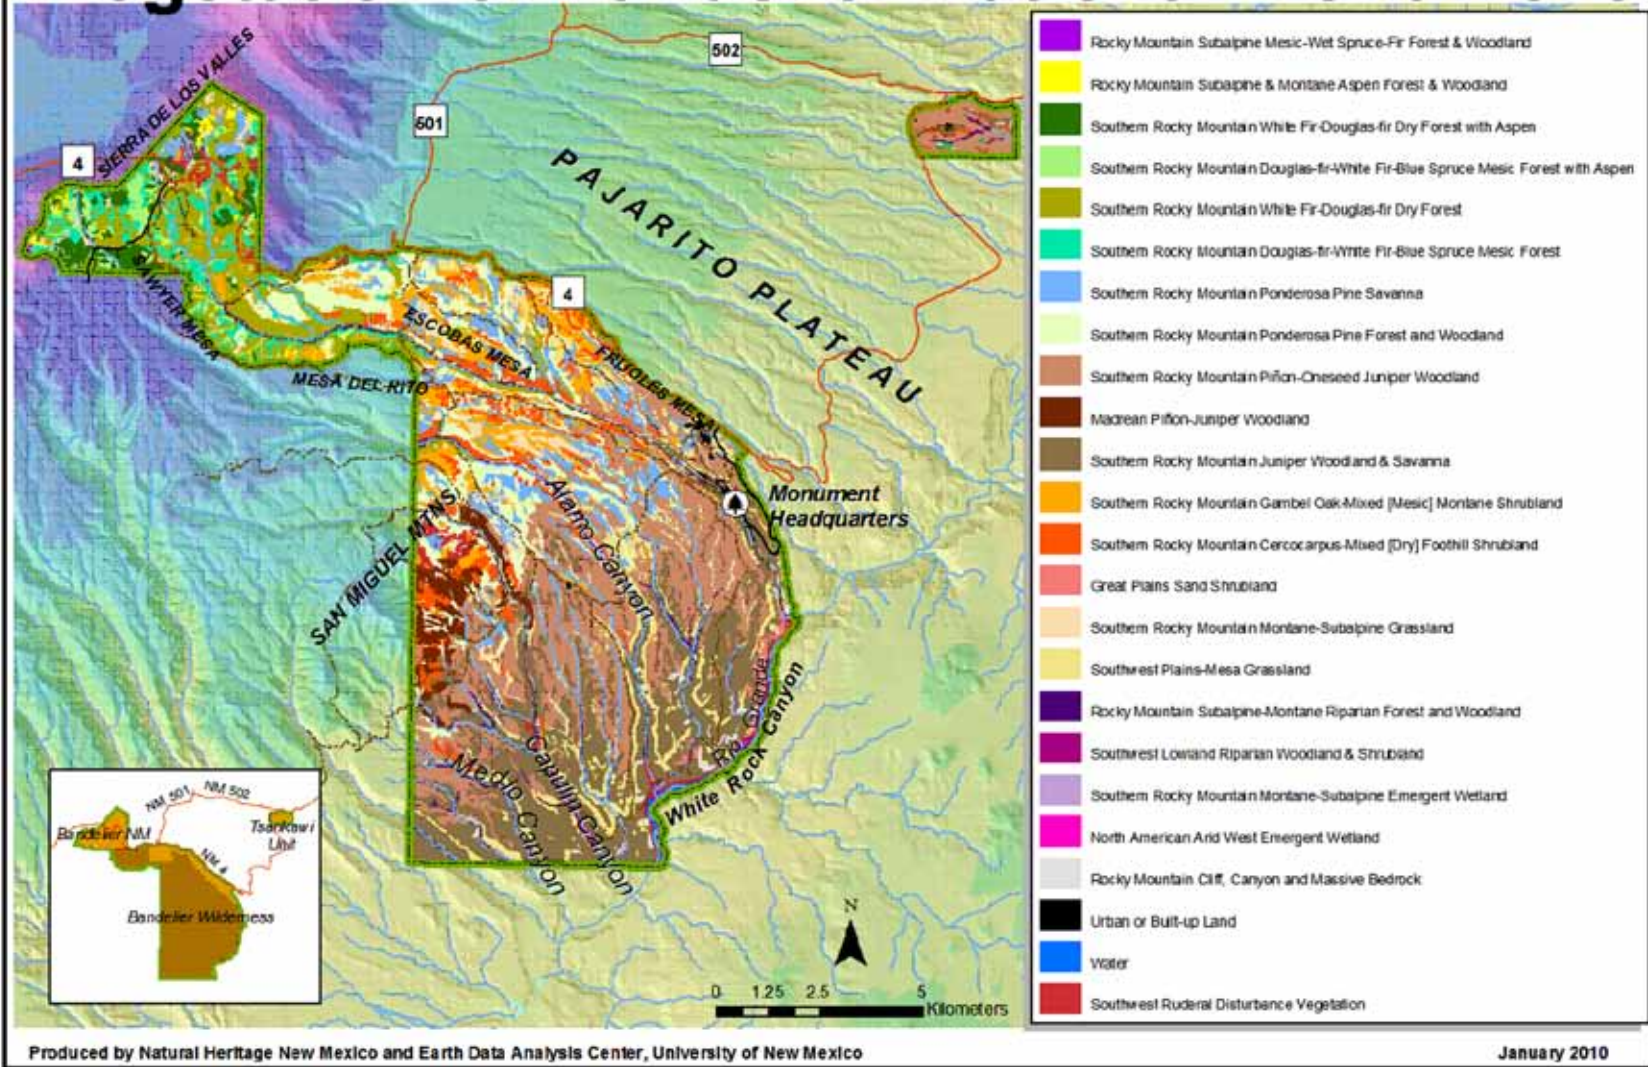 SIERRA DE LOS VALLES
502
501
4
PAJARITO PLATEAU
4
SAWYER MESA
ESCOBAS MESA
FRIJOLES MESA
MESA DEL RITO
Monument
Headquarters
Alamo Canyon
SAN MIGUEL MTNS
Rio Grande
White Rock Canyon
Capulin Canyon
Medio Canyon
NM 501
NM 502
Bandelier NM
Tsankawi
Unit
NM 4
Bandelier Wilderness
N
0 1.25 2.5 5
Kilometers
Rocky Mountain Subalpine Mesic-Wet Spruce-Fir Forest & Woodland
Rocky Mountain Subalpine & Montane Aspen Forest & Woodland
Southern Rocky Mountain White Fir-Douglas-fir Dry Forest with Aspen
Southern Rocky Mountain Douglas-fir-White Fir-Blue Spruce Mesic Forest with Aspen
Southern Rocky Mountain White Fir-Douglas-fir Dry Forest
Southern Rocky Mountain Douglas-fir-White Fir-Blue Spruce Mesic Forest
Southern Rocky Mountain Ponderosa Pine Savanna
Southern Rocky Mountain Ponderosa Pine Forest and Woodland
Southern Rocky Mountain Piñon-Oneseed Juniper Woodland
Madrean Piñon-Juniper Woodland
Southern Rocky Mountain Juniper Woodland & Savanna
Southern Rocky Mountain Gambel Oak-Mixed [Mesic] Montane Shrubland
Southern Rocky Mountain Cercocarpus-Mixed [Dry] Foothill Shrubland
Great Plains Sand Shrubland
Southern Rocky Mountain Montane-Subalpine Grassland
Southwest Plains-Mesa Grassland
Rocky Mountain Subalpine-Montane Riparian Forest and Woodland
Southwest Lowland Riparian Woodland & Shrubland
Southern Rocky Mountain Montane-Subalpine Emergent Wetland
North American Arid West Emergent Wetland
Rocky Mountain Cliff, Canyon and Massive Bedrock
Urban or Built-up Land
Water
Southwest Ruderal Disturbance Vegetation
Produced by Natural Heritage New Mexico and Earth Data Analysis Center, University of New Mexico
January 2010